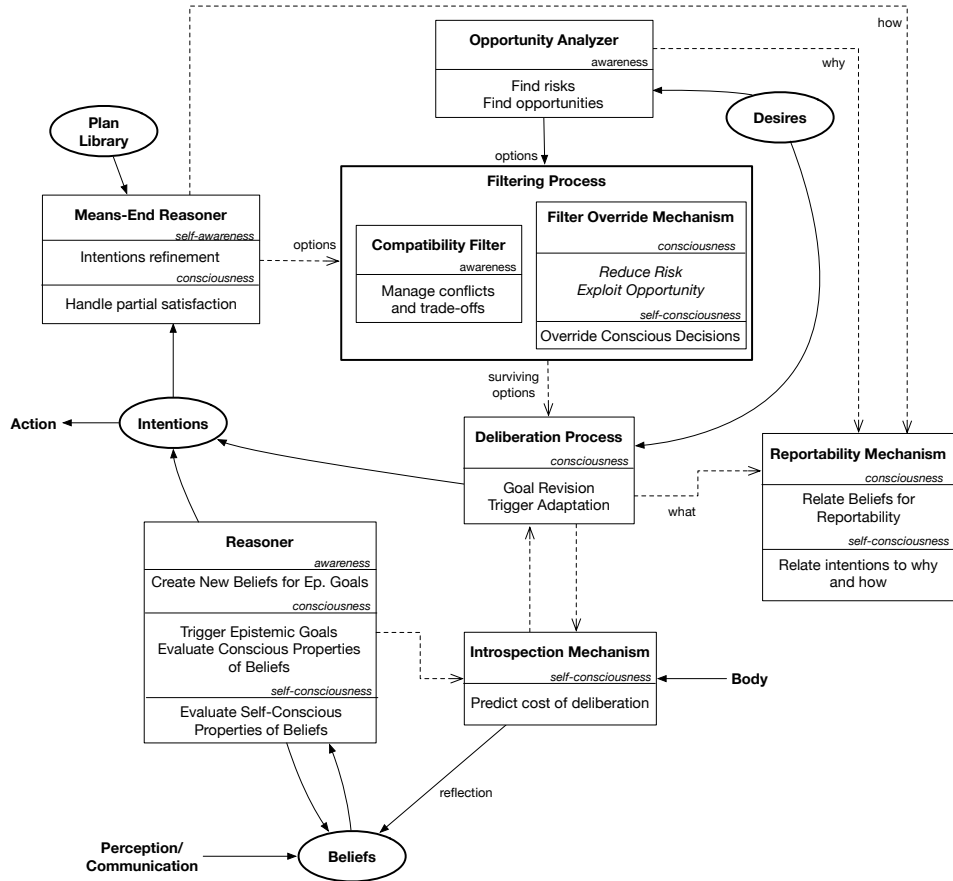 how
Opportunity Analyzer
awareness
Find risks
Find opportunities
why
Plan
Library
Desires
options
Filtering Process
Means-End Reasoner
self-awareness
Intentions refinement
consciousness
Handle partial satisfaction
options
Compatibility Filter
awareness
Manage conflicts
and trade-offs
Filter Override Mechanism
consciousness
Reduce Risk
Exploit Opportunity
self-consciousness
Override Conscious Decisions
surviving
options
Action
Intentions
Deliberation Process
consciousness
Goal Revision
Trigger Adaptation
what
Reportability Mechanism
consciousness
Relate Beliefs for
Reportability
self-consciousness
Relate intentions to why
and how
Reasoner
awareness
Create New Beliefs for Ep. Goals
consciousness
Trigger Epistemic Goals
Evaluate Conscious Properties
of Beliefs
self-consciousness
Evaluate Self-Conscious
Properties of Beliefs
Introspection Mechanism
self-consciousness
Predict cost of deliberation
Body
reflection
Perception/
Communication
Beliefs